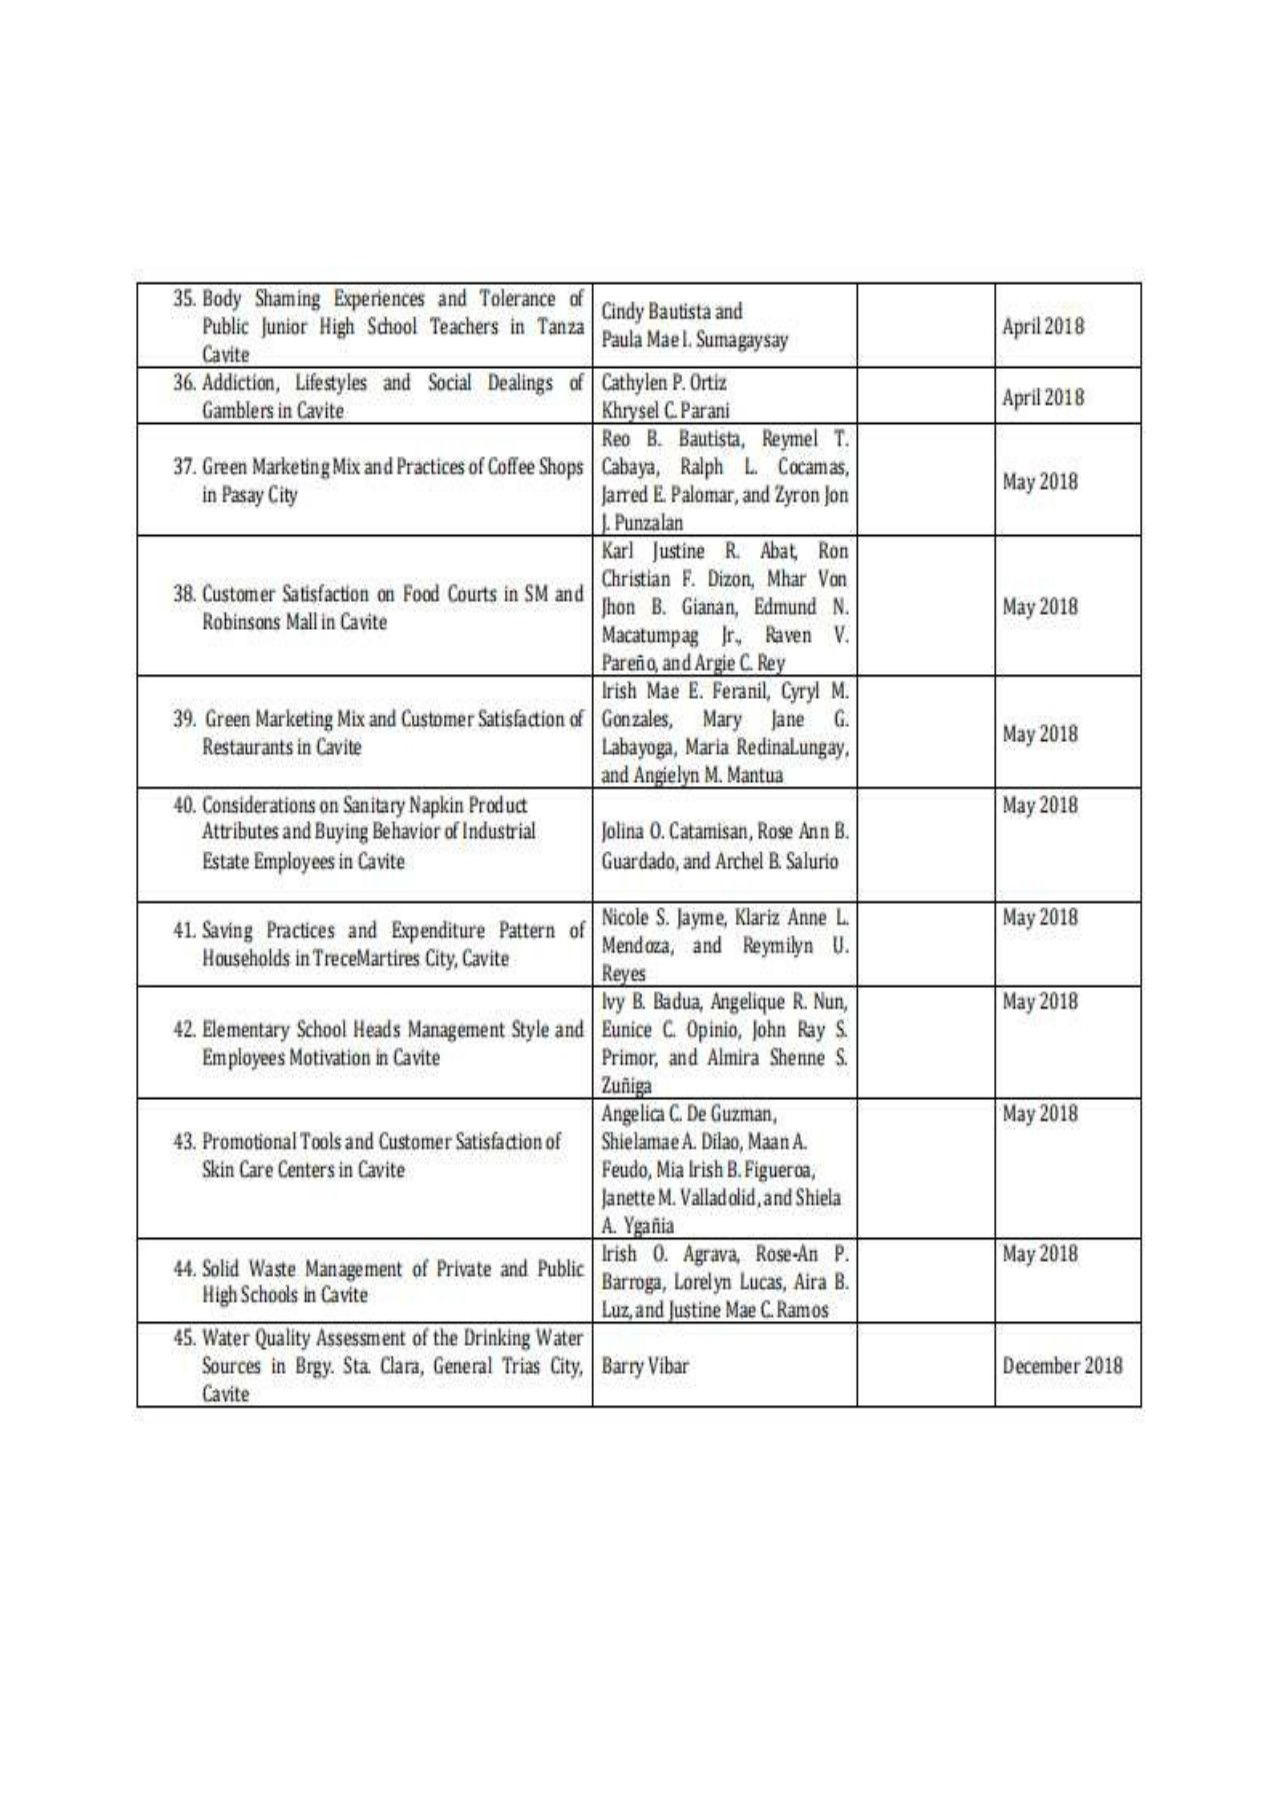 35. Body Shaming Experiences and Tolerance of
Public Junior High School Teachers in Tanza
Cavite
Cindy Bautista and
Paula Mae I. Sumagaysay
April 2018
36. Addiction, Lifestyles and Social Dealings of
Gamblers in Cavite
Cathylen P. Ortiz
Khrysel C. Parani
April 2018
37. Green Marketing Mix and Practices of Coffee Shops
in Pasay City
Reo B. Bautista, Reymel T.
Cabaya, Ralph L. Cocamas,
Jarred E. Palomar, and Zyron Jon
J. Punzalan
May 2018
38. Customer Satisfaction on Food Courts in SM and
Robinsons Mall in Cavite
Karl Justine R. Abat, Ron
Christian F. Dizon, Mhar Von
Jhon B. Gianan, Edmund N.
Macatumpag Jr., Raven V.
Pareño, and Argie C. Rey
May 2018
39. Green Marketing Mix and Customer Satisfaction of
Restaurants in Cavite
Irish Mae E. Feranil, Cyryl M.
Gonzales, Mary Jane G.
Labayoga, Maria RedinaLungay,
and Angielyn M. Mantua
May 2018
40. Considerations on Sanitary Napkin Product
Attributes and Buying Behavior of Industrial
Estate Employees in Cavite
Jolina O. Catamisan, Rose Ann B.
Guardado, and Archel B. Salurio
May 2018
41. Saving Practices and Expenditure Pattern of
Households in TreceMartires City, Cavite
Nicole S. Jayme, Klariz Anne L.
Mendoza, and Reymilyn U.
Reyes
May 2018
42. Elementary School Heads Management Style and
Employees Motivation in Cavite
Ivy B. Badua, Angelique R. Nun,
Eunice C. Opinio, John Ray S.
Primor, and Almira Shenne S.
Zuñiga
May 2018
43. Promotional Tools and Customer Satisfaction of
Skin Care Centers in Cavite
Angelica C. De Guzman,
Shielamae A. Dilao, Maan A.
Feudo, Mia Irish B. Figueroa,
Janette M. Valladolid, and Shiela
A. Ygañia
May 2018
44. Solid Waste Management of Private and Public
High Schools in Cavite
Irish O. Agrava, Rose-An P.
Barroga, Lorelyn Lucas, Aira B.
Luz, and Justine Mae C. Ramos
May 2018
45. Water Quality Assessment of the Drinking Water
Sources in Brgy. Sta. Clara, General Trias City,
Cavite
Barry Vibar
December 2018